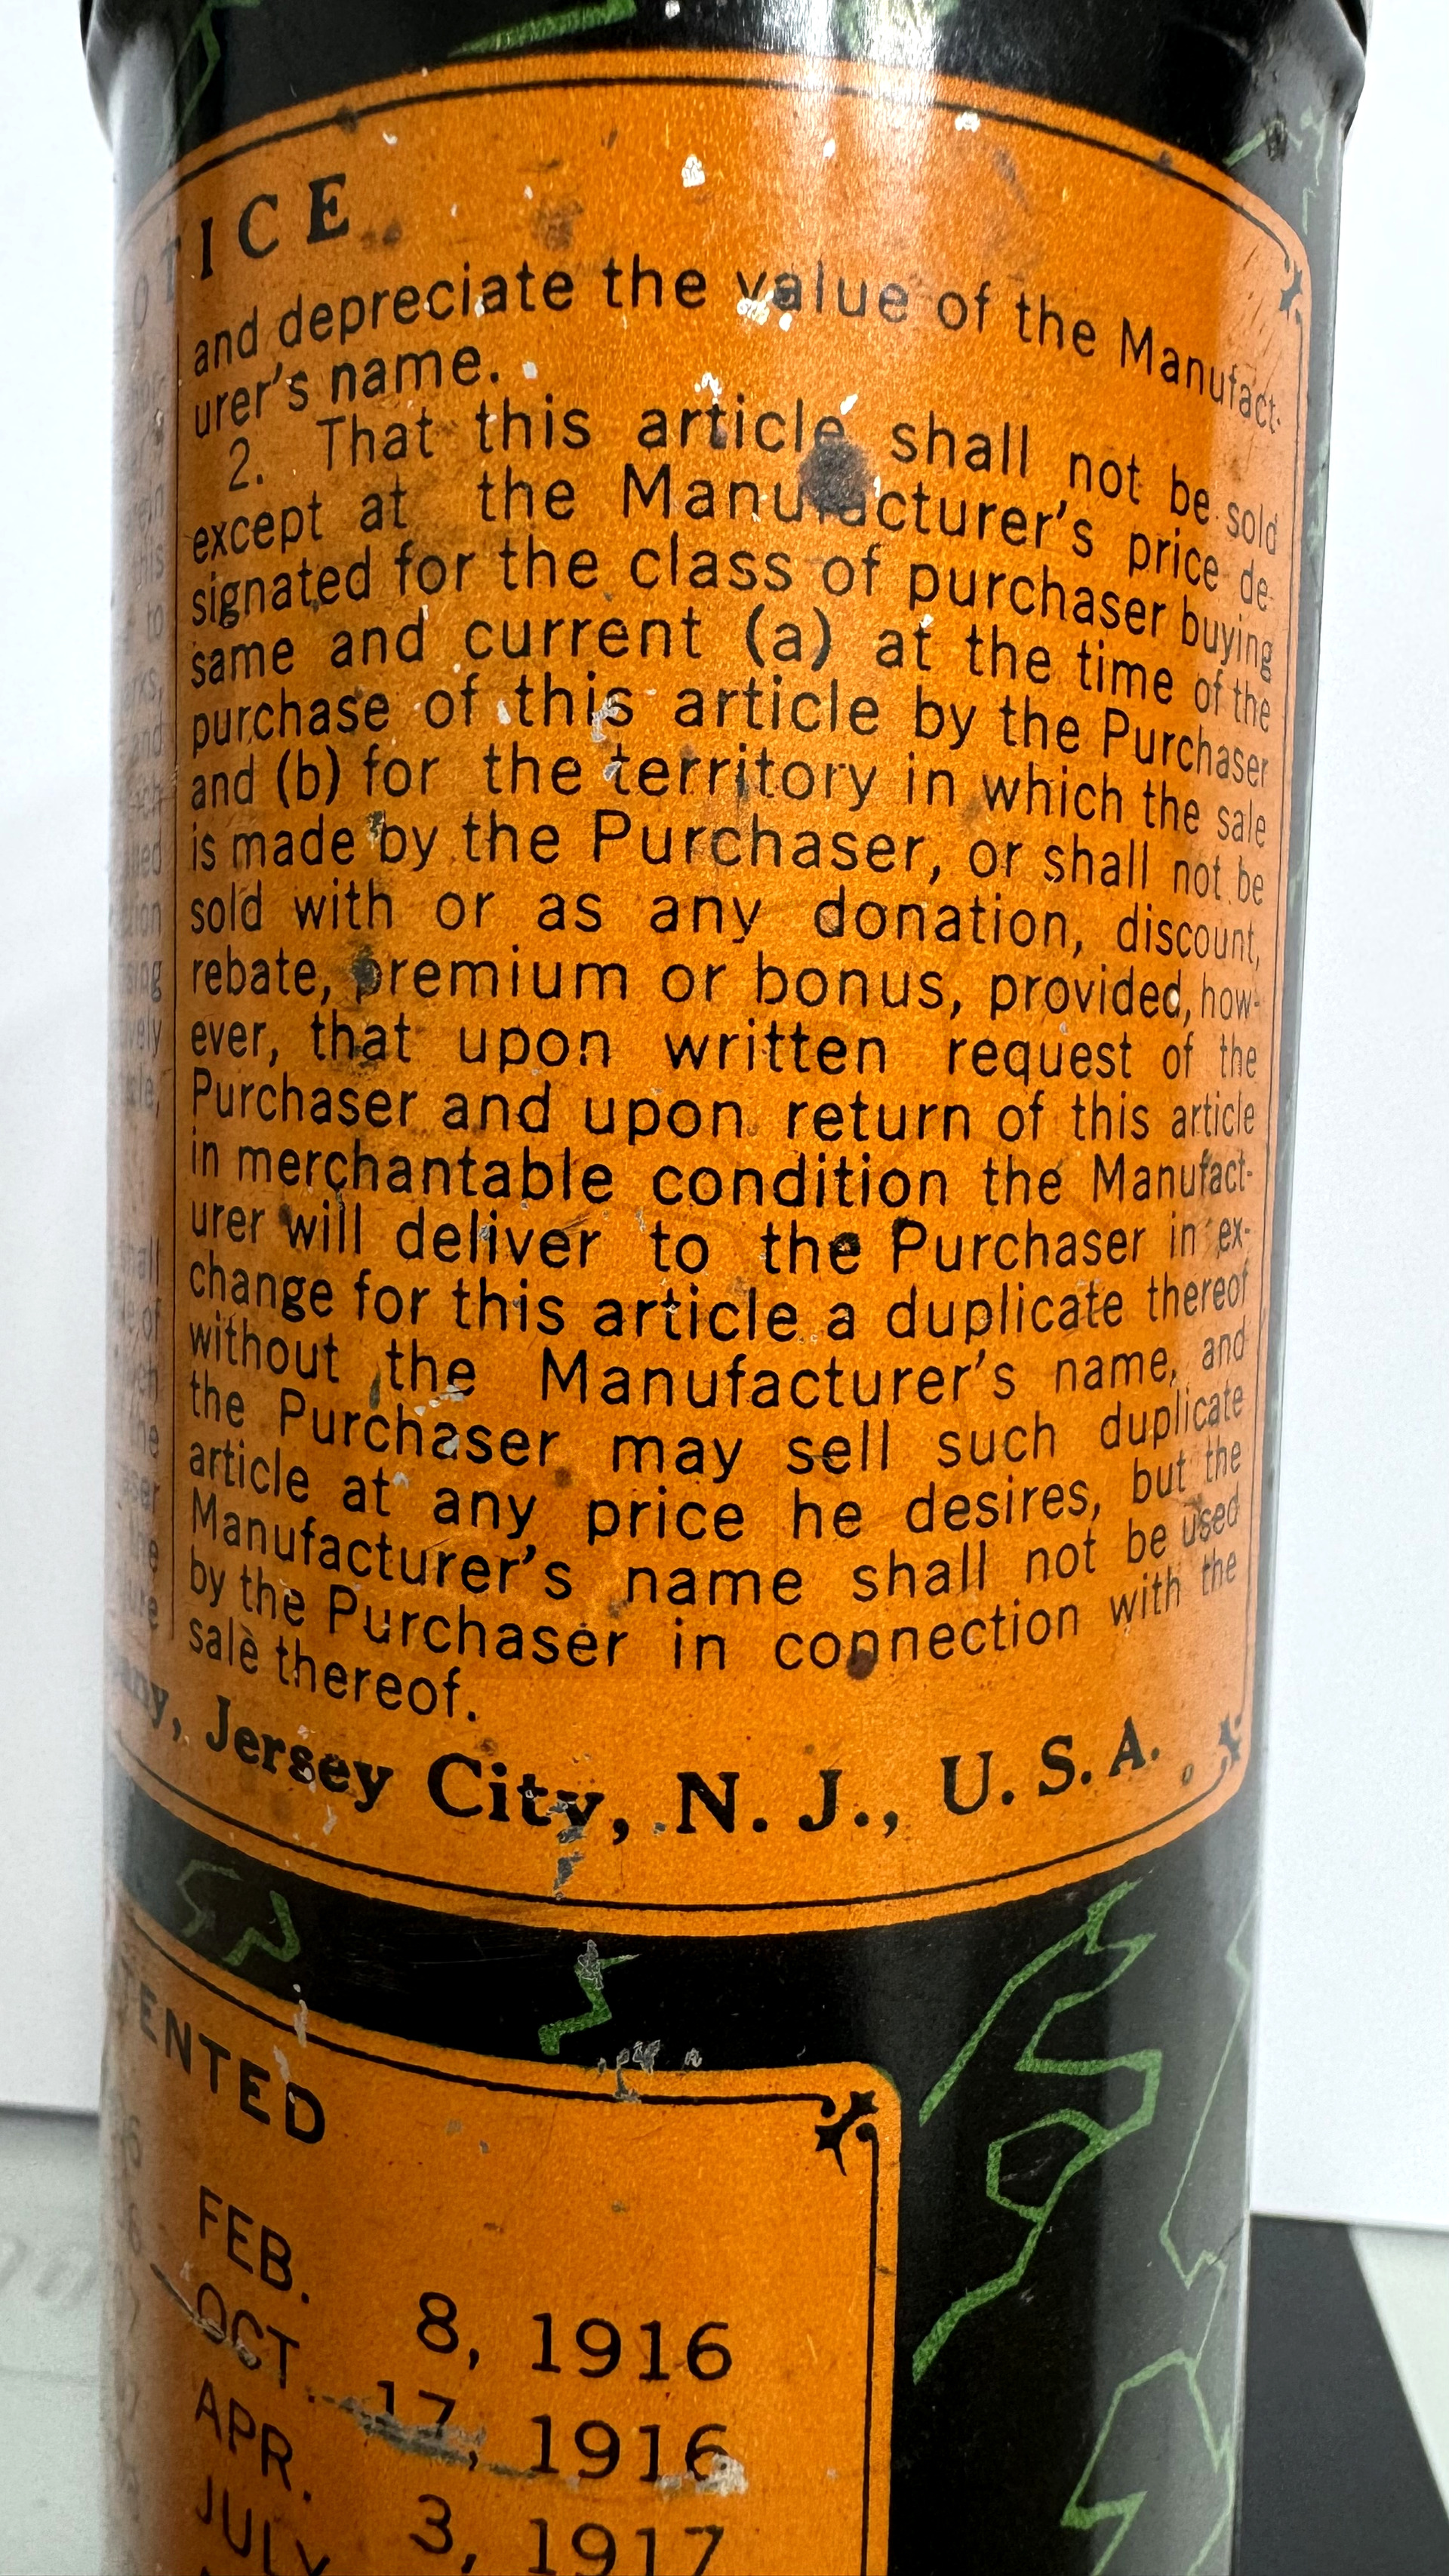 ICE
and depreciate the value of the Manufact-
urer's name.
2. That this article shall not be sold
except at the Manufacturer's price de-
signated for the class of purchaser buying
same and current (a) at the time of the
purchase of this article by the Purchaser
and (b) for the territory in which the sale
is made by the Purchaser, or shall not be
sold with or as any donation, discount,
rebate, premium or bonus, provided, how-
ever, that upon written request of the
Purchaser and upon return of this article
in merchantable condition the Manufact-
urer will deliver to the Purchaser in ex-
change for this article a duplicate thereof
without the Manufacturer's name, and
the Purchaser may sell such duplicate
article at any price he desires, but the
Manufacturer's name shall not be used
by the Purchaser in connection with the
sale thereof.
Jersey City, N. J., U. S. A.
ENTED
FEB. 8, 1916
OCT. 17, 1916
APR. 3, 1917
JULY